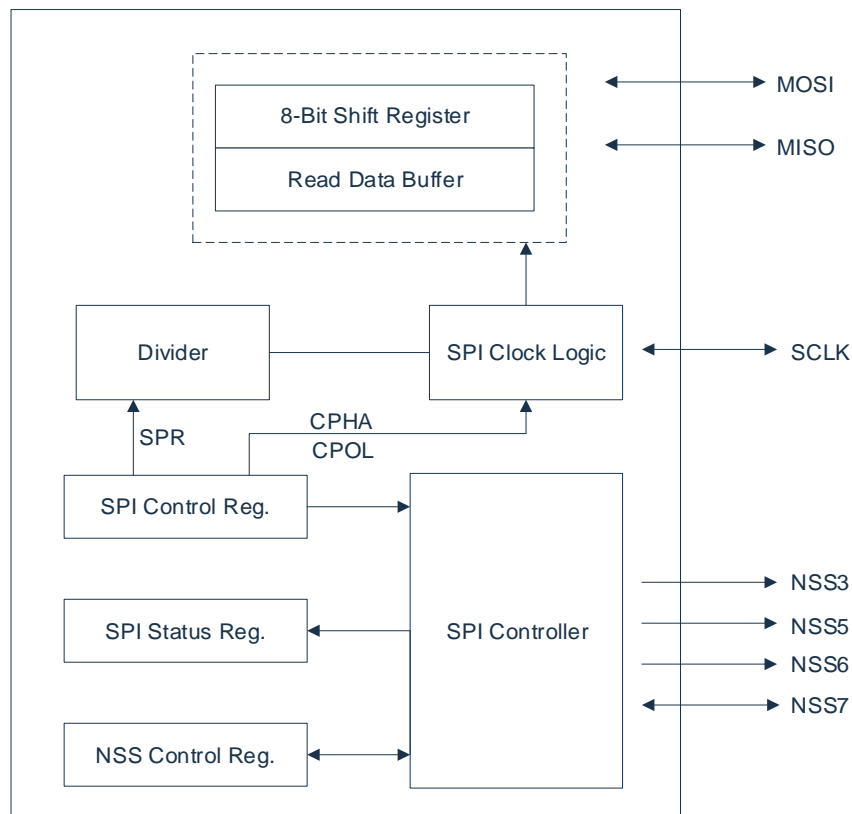 MOSI
8-Bit Shift Register
MISO
Read Data Buffer
Divider
SPI Clock Logic
SCLK
CPHA
SPR
CPOL
SPI Control Reg.
NSS3
SPI Status Reg.
SPI Controller
NSS5
NSS6
NSS7
NSS Control Reg.